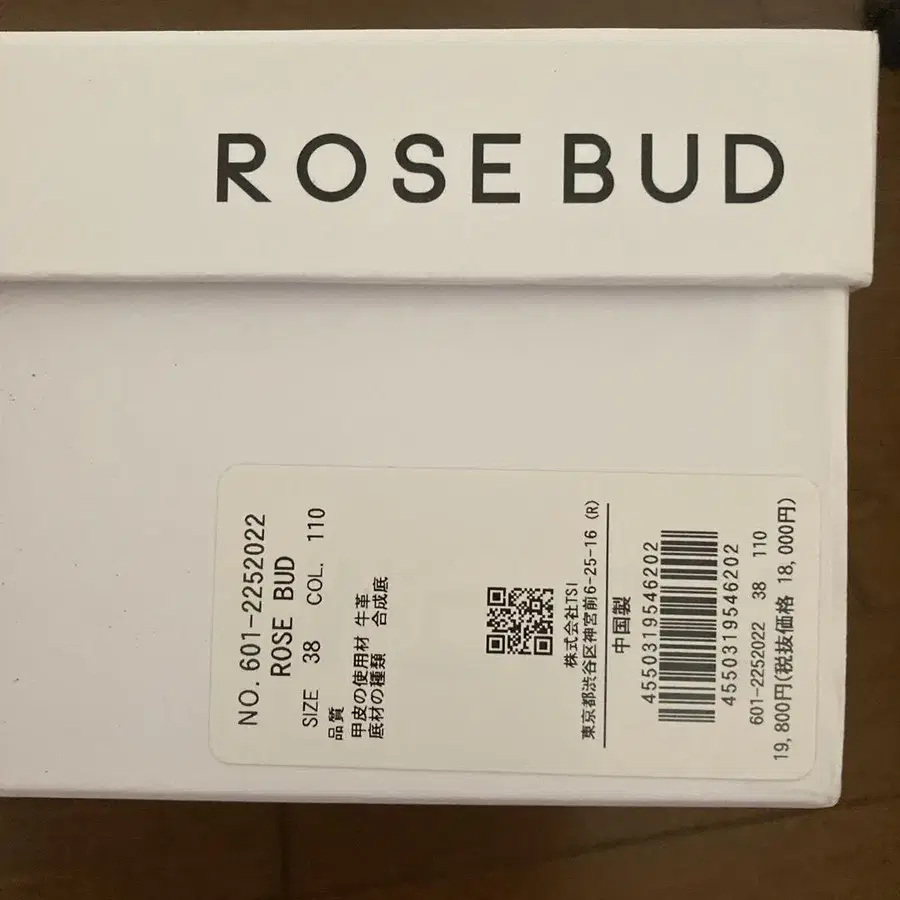 ROSE BUD
NO. 601-2252022
ROSE BUD
SIZE 38 COL. 110
品質
甲皮の使用材 牛革
底材の種類 合成底
株式会社TSI
東京都渋谷区神宮前6-25-16 (R)
中国製
4550319546202
4550319546202
601-2252022 38 110
19,800円(税抜価格 18,000円)